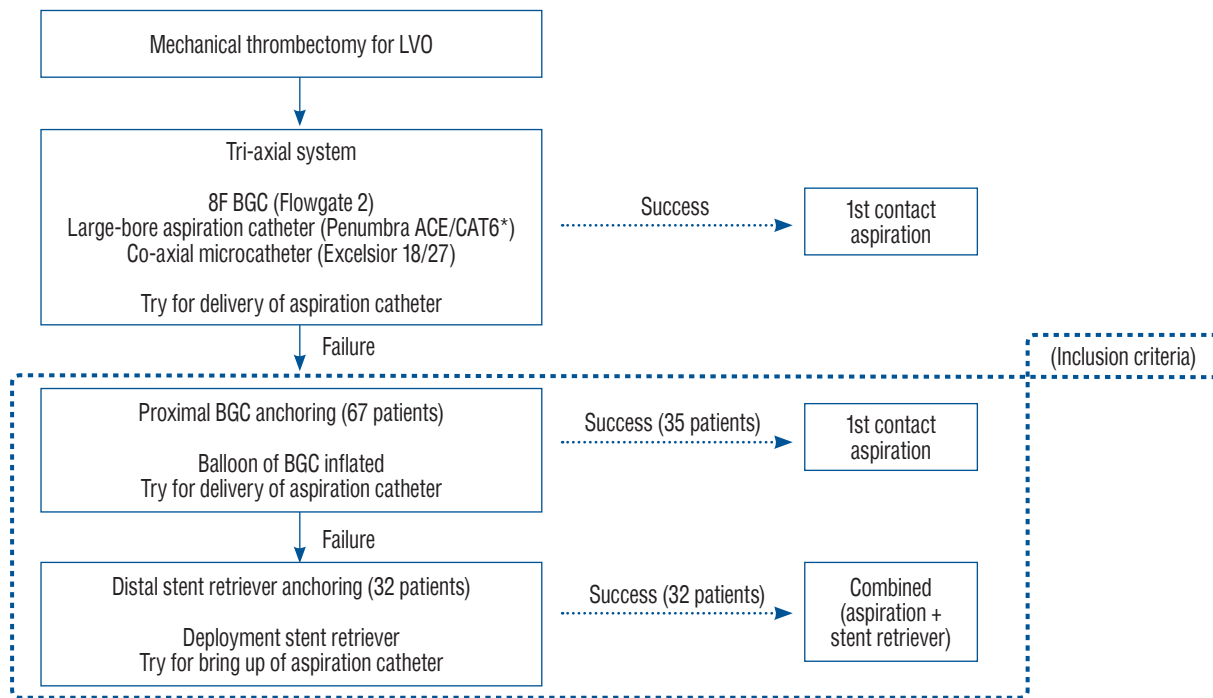 Mechanical thrombectomy for LVO
Tri-axial system
8F BGC (Flowgate 2)
Large-bore aspiration catheter (Penumbra ACE/CAT6*)
Co-axial microcatheter (Excelsior 18/27)
Try for delivery of aspiration catheter
Success
1st contact
aspiration
Failure
(Inclusion criteria)
Proximal BGC anchoring (67 patients)
Balloon of BGC inflated
Try for delivery of aspiration catheter
Success (35 patients)
1st contact
aspiration
Failure
Distal stent retriever anchoring (32 patients)
Deployment stent retriever
Try for bring up of aspiration catheter
Success (32 patients)
Combined
(aspiration +
stent retriever)